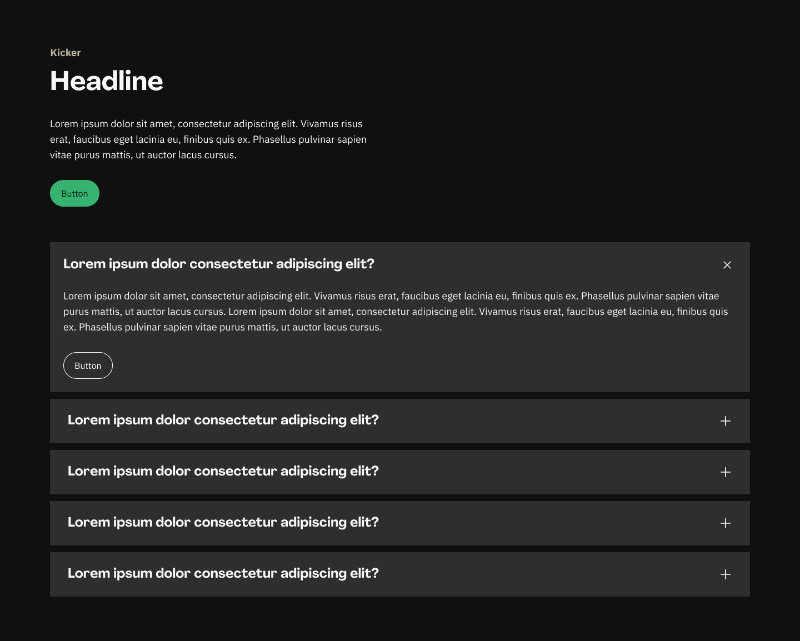 Kicker
Headline
Lorem ipsum dolor sit amet, consectetur adipiscing elit. Vivamus risus
erat, faucibus eget lacinia eu, finibus quis ex. Phasellus pulvinar sapien
vitae purus mattis, ut auctor lacus cursus.
Button
Lorem ipsum dolor consectetur adipiscing elit?
Lorem ipsum dolor sit amet, consectetur adipiscing elit. Vivamus risus erat, faucibus eget lacinia eu, finibus quis ex. Phasellus pulvinar sapien vitae
purus mattis, ut auctor lacus cursus. Lorem ipsum dolor sit amet, consectetur adipiscing elit. Vivamus risus erat, faucibus eget lacinia eu, finibus quis
ex. Phasellus pulvinar sapien vitae purus mattis, ut auctor lacus cursus.
Button
Lorem ipsum dolor consectetur adipiscing elit?
Lorem ipsum dolor consectetur adipiscing elit?
Lorem ipsum dolor consectetur adipiscing elit?
Lorem ipsum dolor consectetur adipiscing elit?